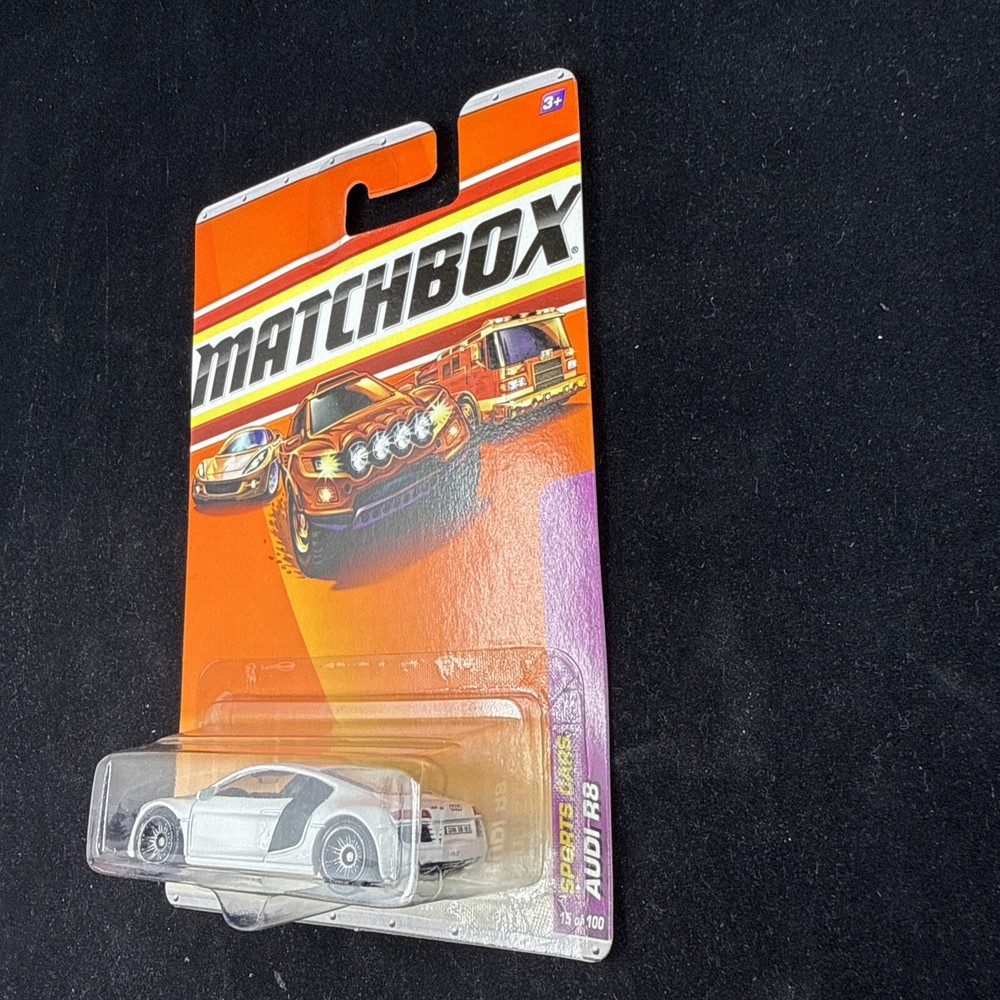 3+
MATCHBOX®
SPORTS CARS
AUDI R8
15 of 100